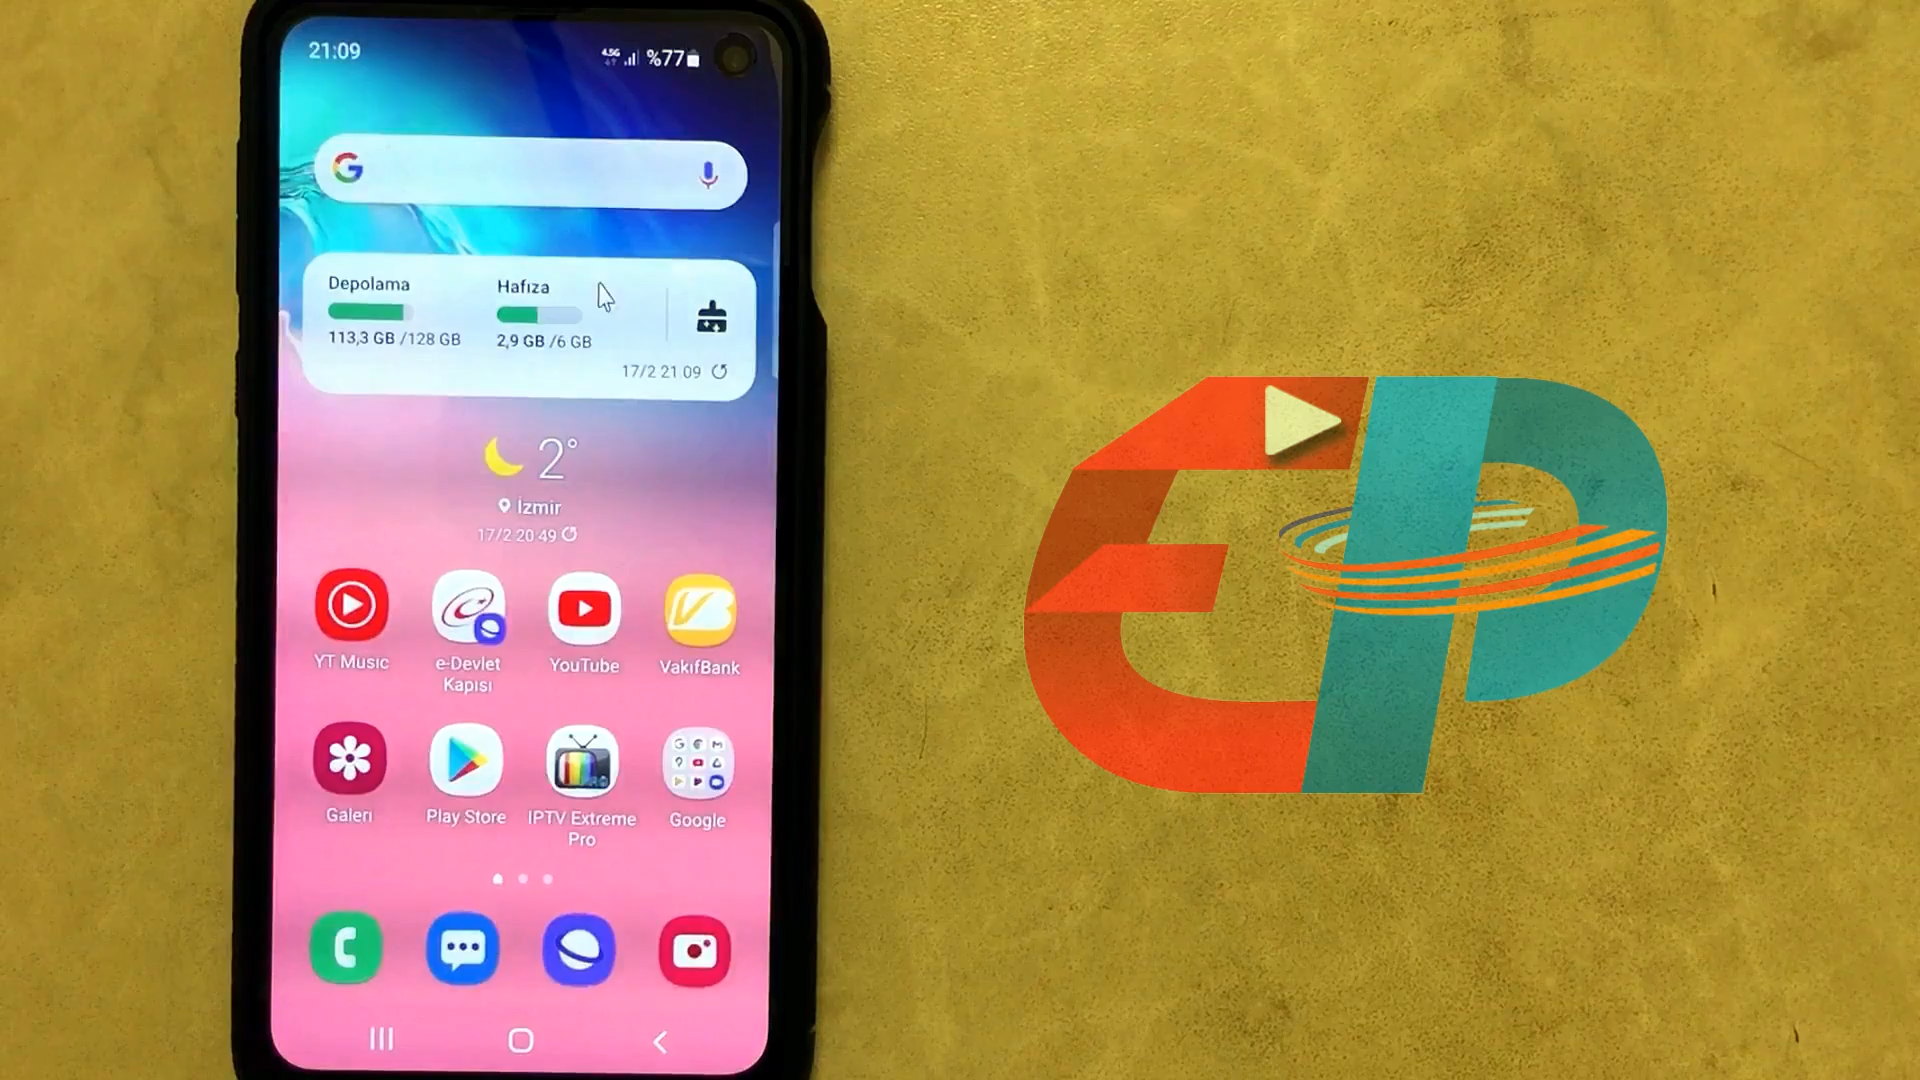 21:09
4.5G %77
Depolama Hafıza
113,3 GB /128 GB 2,9 GB /6 GB
17/2 21:09
2°
İzmir
17/2 20:49
YT Music e-Devlet Kapısı YouTube VakıfBank
Galeri Play Store IPTV Extreme Pro Google